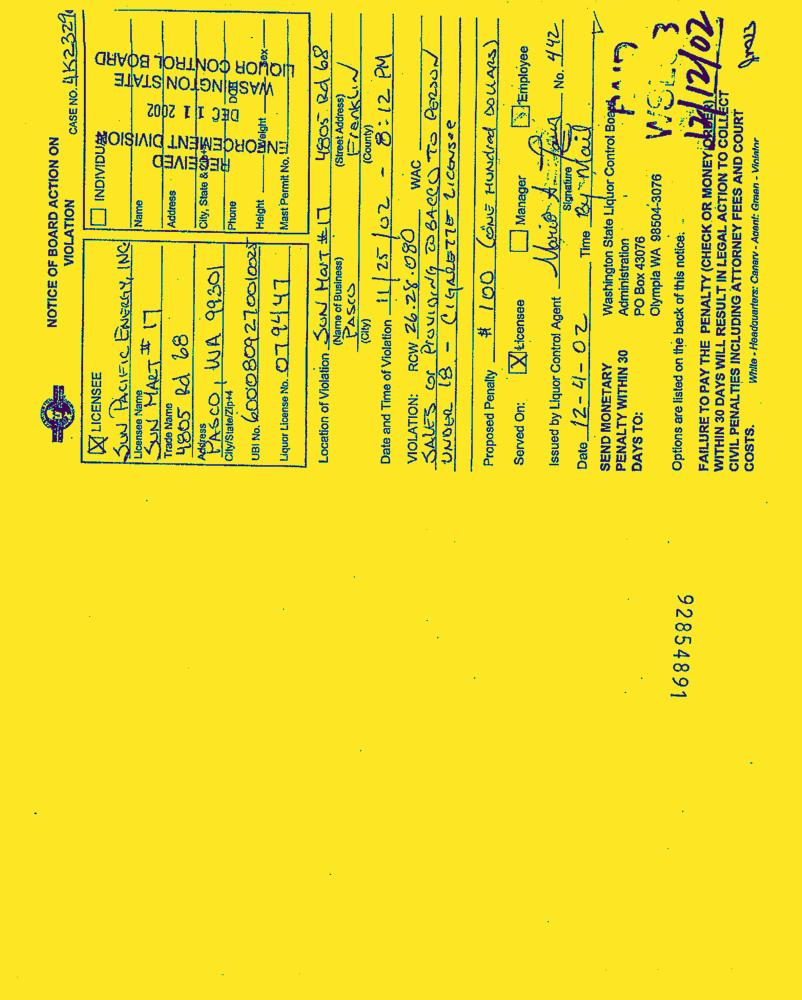 NOTICE OF BOARD ACTION ON
VIOLATION
CASE NO. 4K2329
☒ LICENSEE
SUN PACIFIC ENERGY, INC
Licensee Name
SUN MART #17
Trade Name
4805 Rd 68
Address
PASCO, WA 99301
City/State/Zip+4
UBI No. 6000809270010025
Liquor License No. 079447
☐ INDIVIDUAL
Name
Address
City, State &
Phone
DOB
Height
Weight
Sex
Mast Permit No.
RECEIVED
ENFORCEMENT DIVISION
DEC 11 2002
WASHINGTON STATE
LIQUOR CONTROL BOARD
Location of Violation SUN MART #17 4805 Rd 68
(Name of Business) (Street Address)
PASCO Franklin
(City) (County)
Date and Time of Violation 11/25/02 - 8:12 PM
VIOLATION: RCW 26.28.080 WAC
SALES or PROVIDING TOBACCO TO PERSON
UNDER 18 - CIGARETTE LICENSEE
Proposed Penalty $100 (ONE HUNDRED DOLLARS)
Served On: ☒ Licensee ☐ Manager Employee
Issued by Liquor Control Agent No. 442
Signature
Date 12-4-02 Time By Mail
SEND MONETARY
PENALTY WITHIN 30
DAYS TO:
Washington State Liquor Control Board
Administration
PO Box 43076
Olympia WA 98504-3076
PAID
12/12/02
Options are listed on the back of this notice.
FAILURE TO PAY THE PENALTY (CHECK OR MONEY ORDER)
WITHIN 30 DAYS WILL RESULT IN LEGAL ACTION TO COLLECT
CIVIL PENALTIES INCLUDING ATTORNEY FEES AND COURT
COSTS.
White - Headquarters: Canary - Agent: Green - Violator
92854891